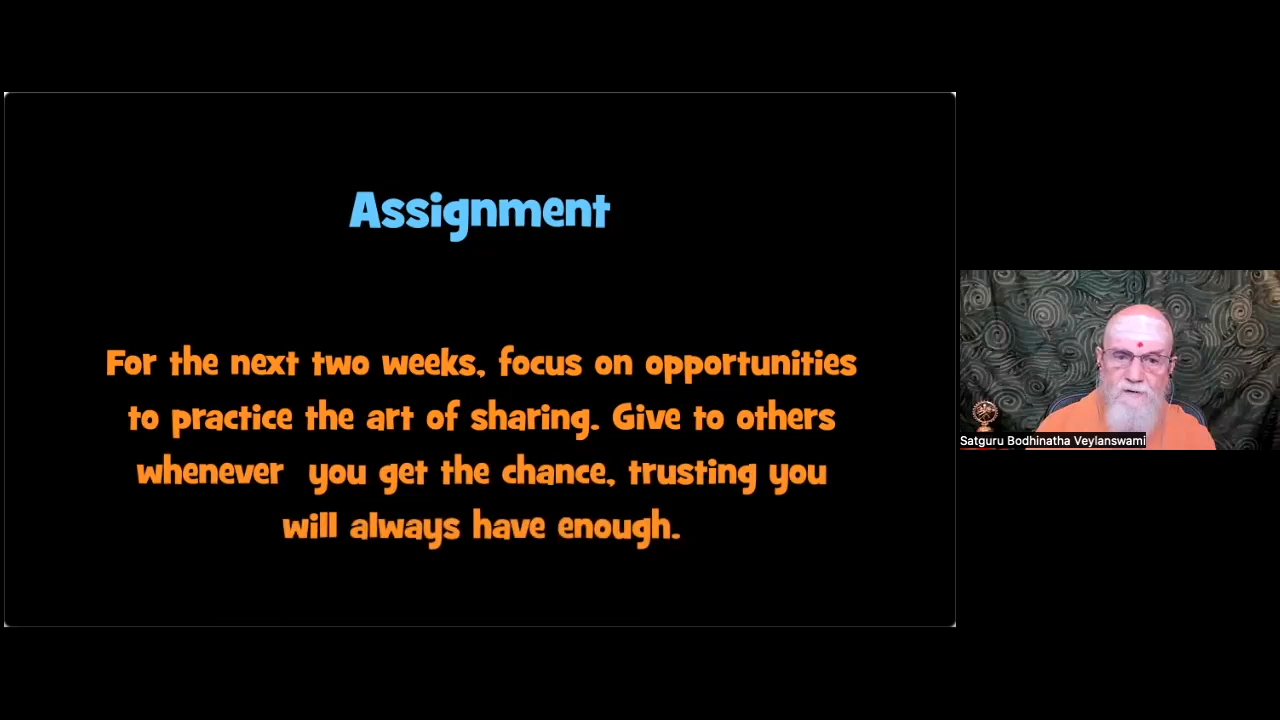 Assignment
For the next two weeks, focus on opportunities
to practice the art of sharing. Give to others
whenever  you get the chance, trusting you
will always have enough.
Satguru Bodhinatha Veylanswami